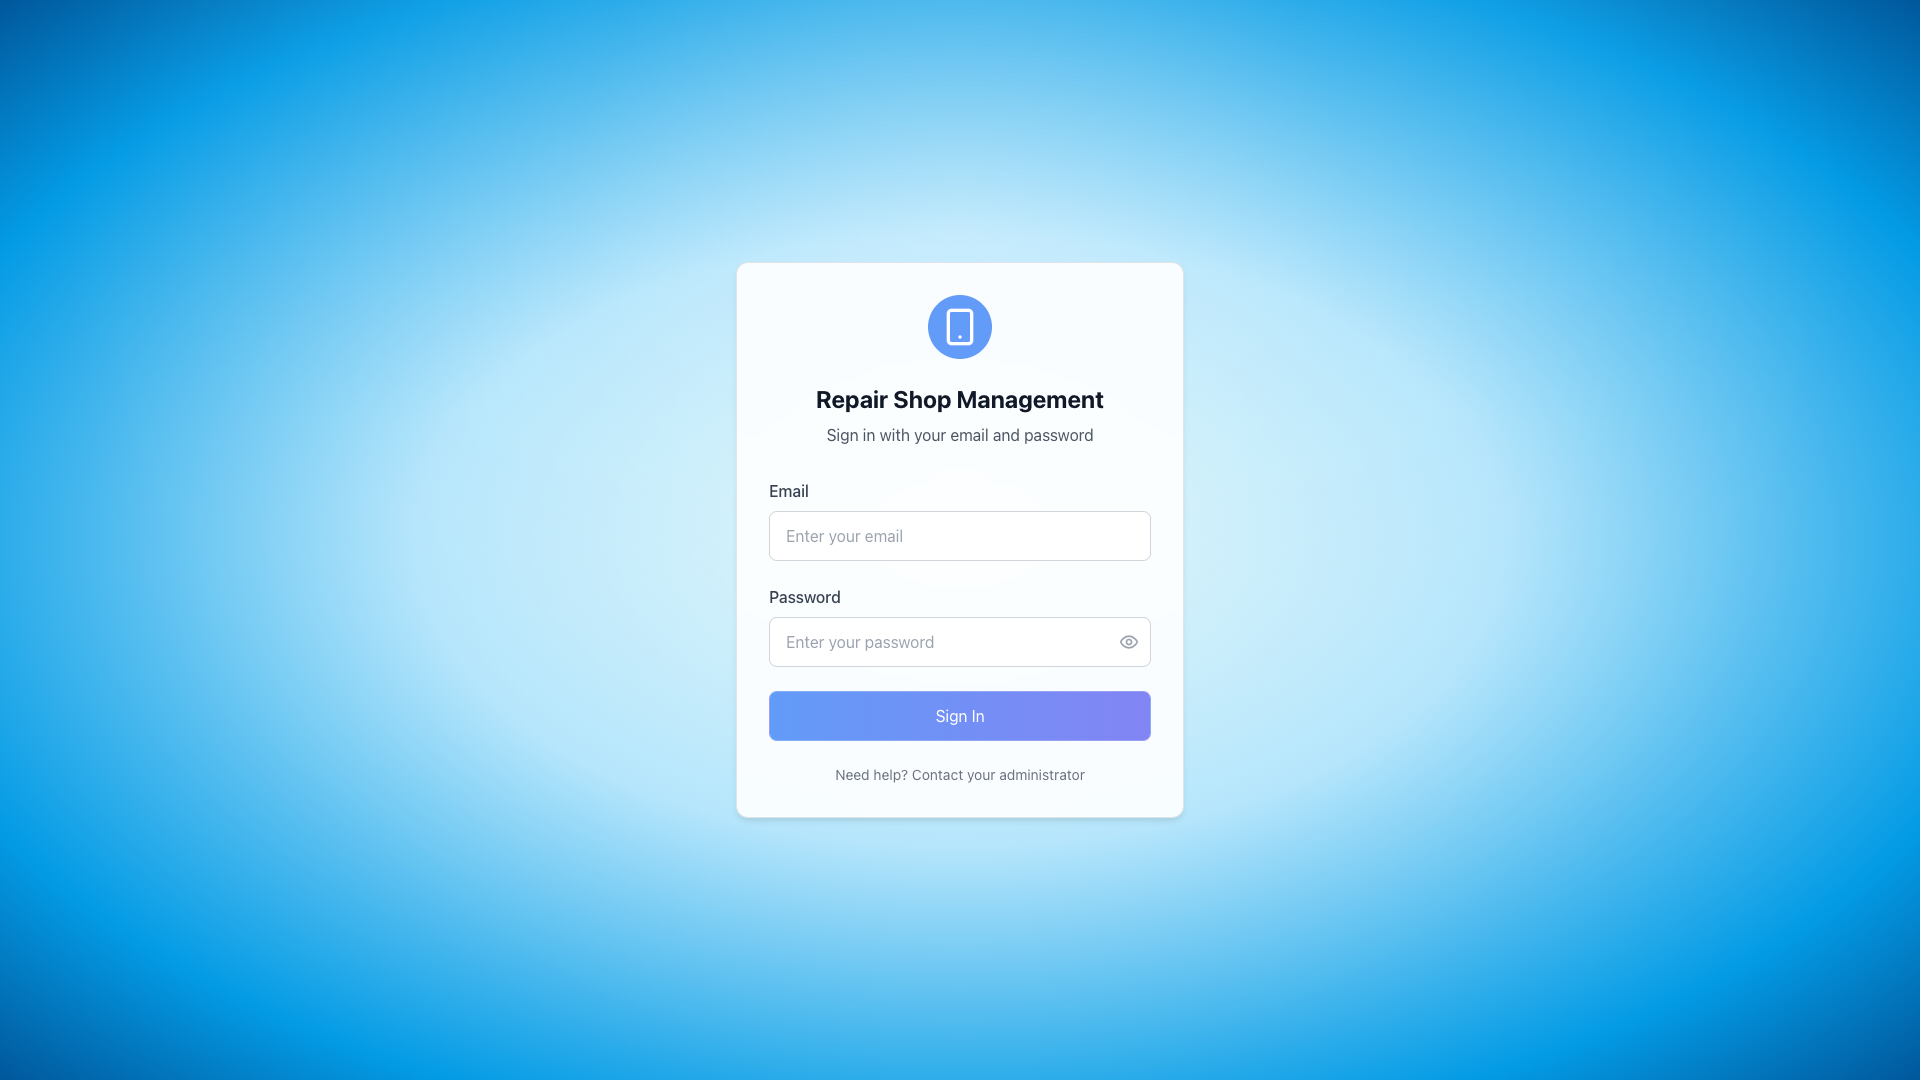 Repair Shop Management
Sign in with your email and password
Email
Enter your email
Password
Enter your password
Sign In
Need help? Contact your administrator